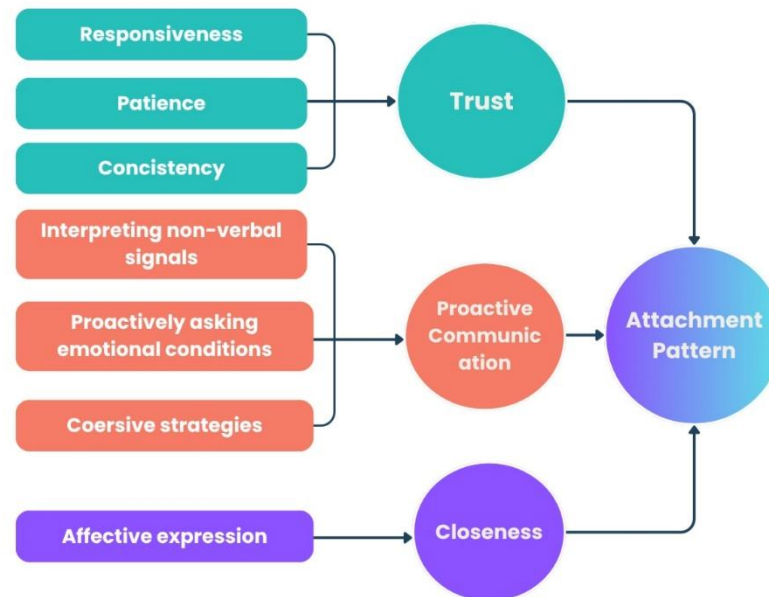 Responsiveness
Patience
Concistency
Trust
Interpreting non-verbal
signals
Proactively asking
emotional conditions
Coersive strategies
Proactive
Communic
ation
Attachment
Pattern
Affective expression
Closeness